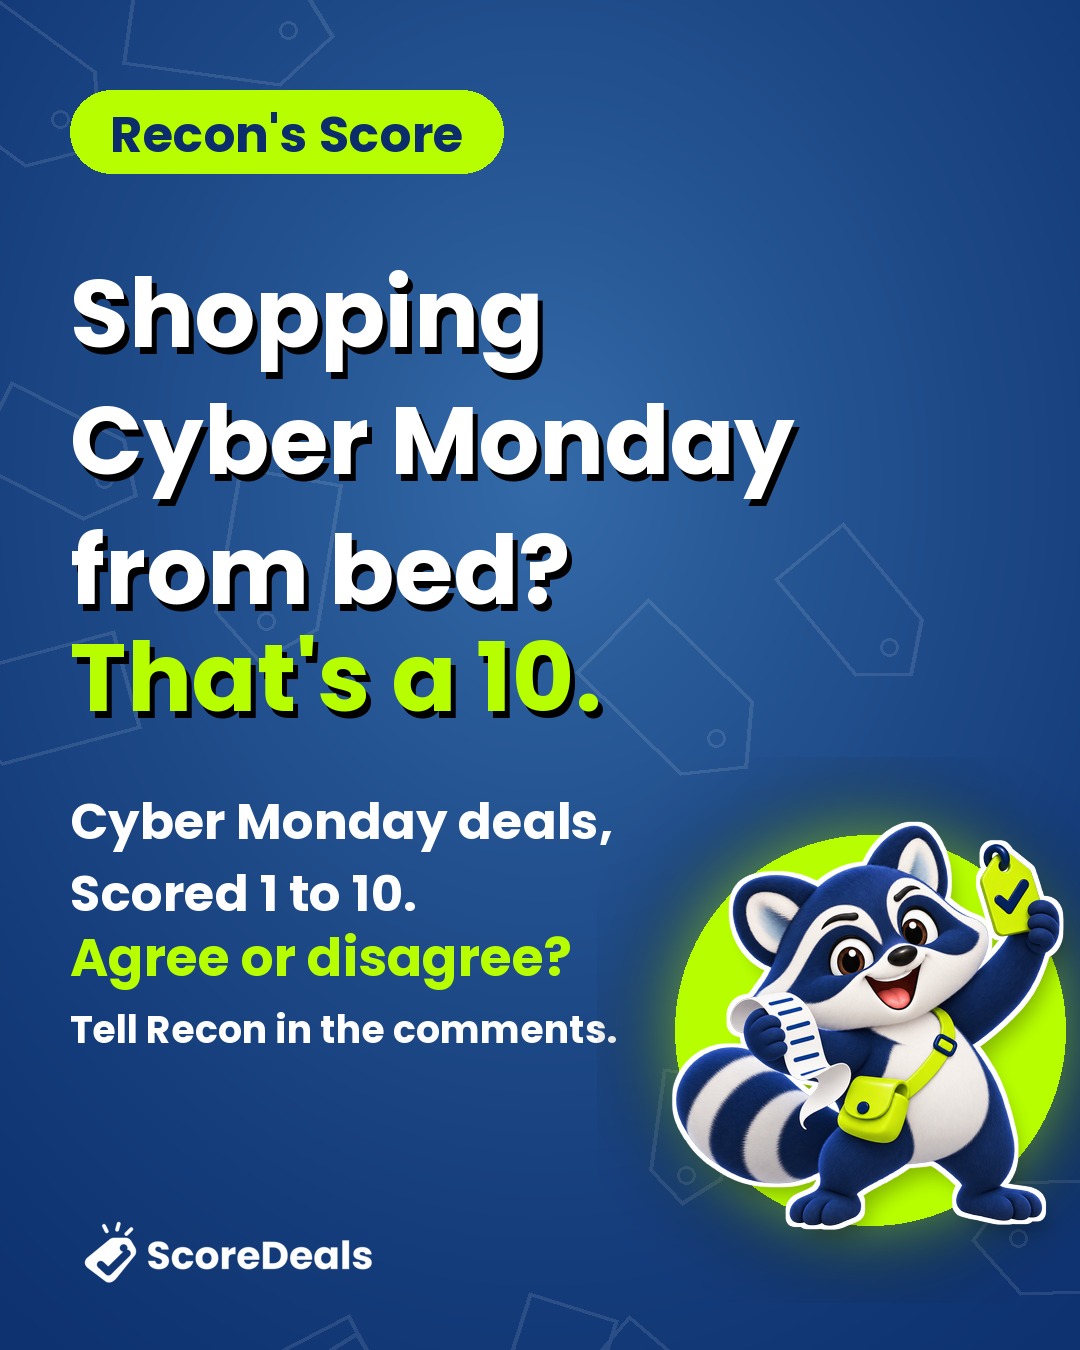 Recon's Score
Shopping
Cyber Monday
from bed?
That's a 10.
Cyber Monday deals,
Scored 1 to 10.
Agree or disagree?
Tell Recon in the comments.
ScoreDeals